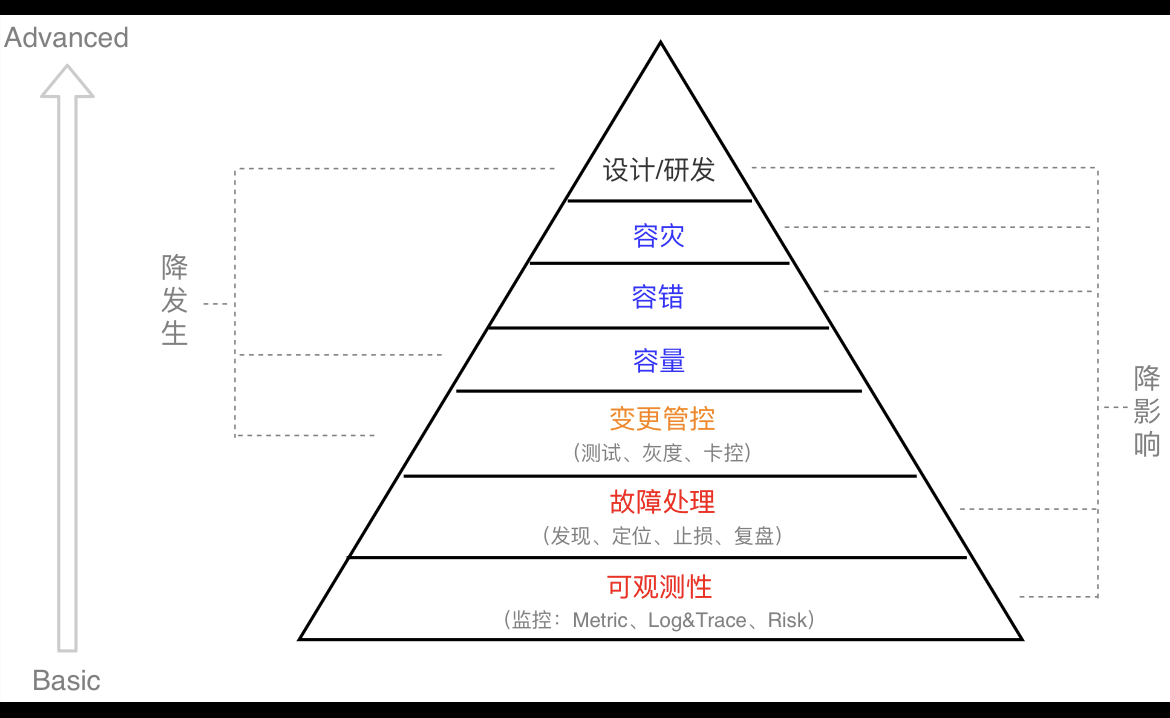 Advanced
设计/研发
容灾
降发生
容错
容量
降影响
变更管控
（测试、灰度、卡控）
故障处理
（发现、定位、止损、复盘）
可观测性
（监控：Metric、Log&Trace、Risk）
Basic